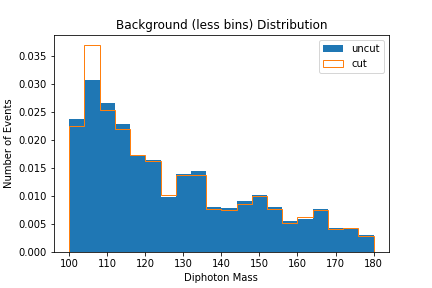 Background (less bins) Distribution
uncut
cut
Number of Events
0.035
0.030
0.025
0.020
0.015
0.010
0.005
0.000
100 110 120 130 140 150 160 170 180
Diphoton Mass